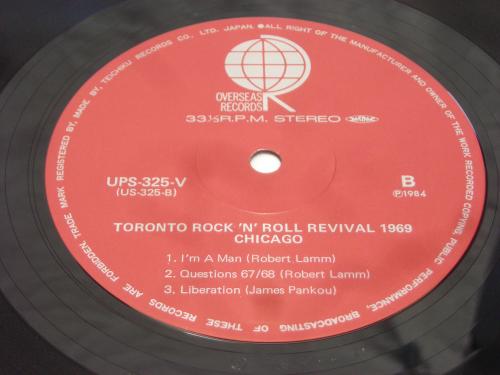 OVERSEAS
RECORDS
33⅓R.P.M. STEREO
UPS-325-V
(US-325-B)
B
Ⓟ1984
TORONTO ROCK 'N' ROLL REVIVAL 1969
CHICAGO
1. I'm A Man (Robert Lamm)
2. Questions 67/68 (Robert Lamm)
3. Liberation (James Pankou)
TRADE MARK REGISTERED BY, MADE BY, TEICHIKU RECORDS CO., LTD. JAPAN. ●ALL RIGHT OF THE MANUFACTURER AND OWNER OF THE WORK RECORDED COPYING, PUBLIC PERFORMANCE, BROADCASTING OF THESE RECORDS ARE FORBIDDEN.